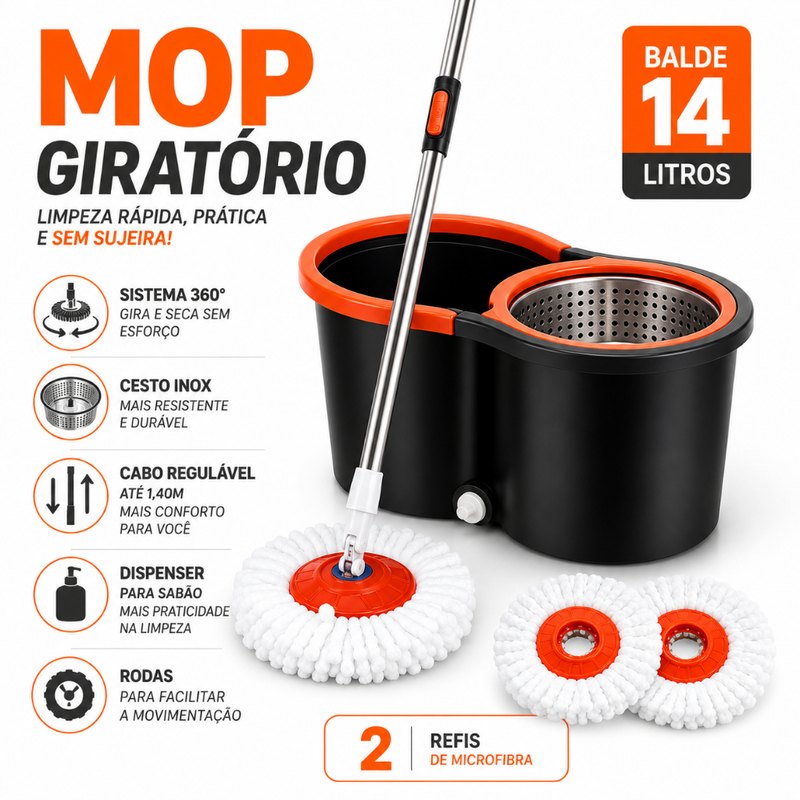 MOP
GIRATÓRIO
LIMPEZA RÁPIDA, PRÁTICA
E SEM SUJEIRA!
BALDE
14
LITROS
SISTEMA 360°
GIRA E SECA SEM
ESFORÇO
CESTO INOX
MAIS RESISTENTE
E DURÁVEL
CABO REGULÁVEL
ATÉ 1,40M
MAIS CONFORTO
PARA VOCÊ
DISPENSER
PARA SABÃO
MAIS PRATICIDADE
NA LIMPEZA
RODAS
PARA FACILITAR
A MOVIMENTAÇÃO
2
REFIS
DE MICROFIBRA